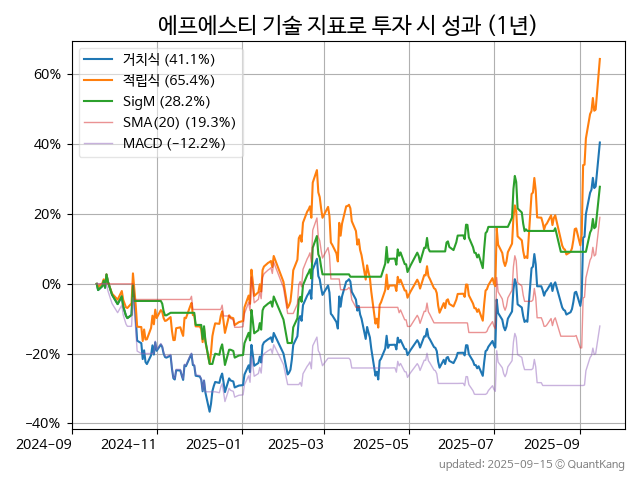 에프에스티 기술 지표로 투자 시 성과 (1년)
거치식 (41.1%)
적립식 (65.4%)
SigM (28.2%)
SMA(20) (19.3%)
MACD (−12.2%)
60%
40%
20%
0%
−20%
−40%
2024-09
2024-11
2025-01
2025-03
2025-05
2025-07
2025-09
updated: 2025-09-15 © QuantKang